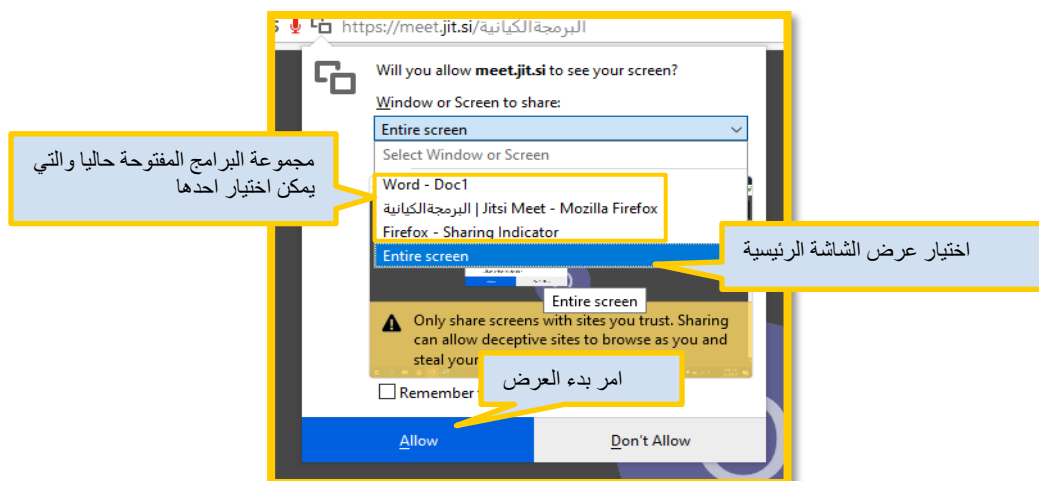 https://meet.jit.si/البرمجةالكيانية
Will you allow meet.jit.si to see your screen?
Window or Screen to share:
Entire screen
Select Window or Screen
مجموعة البرامج المفتوحة حاليا والتي
يمكن اختيار احدها
Word - Doc1
البرمجةالكيانية | Jitsi Meet - Mozilla Firefox
Firefox - Sharing Indicator
Entire screen
اختيار عرض الشاشة الرئيسية
Entire screen
Only share screens with sites you trust. Sharing
can allow deceptive sites to browse as you and
steal your
امر بدء العرض
Remember
Allow
Don't Allow